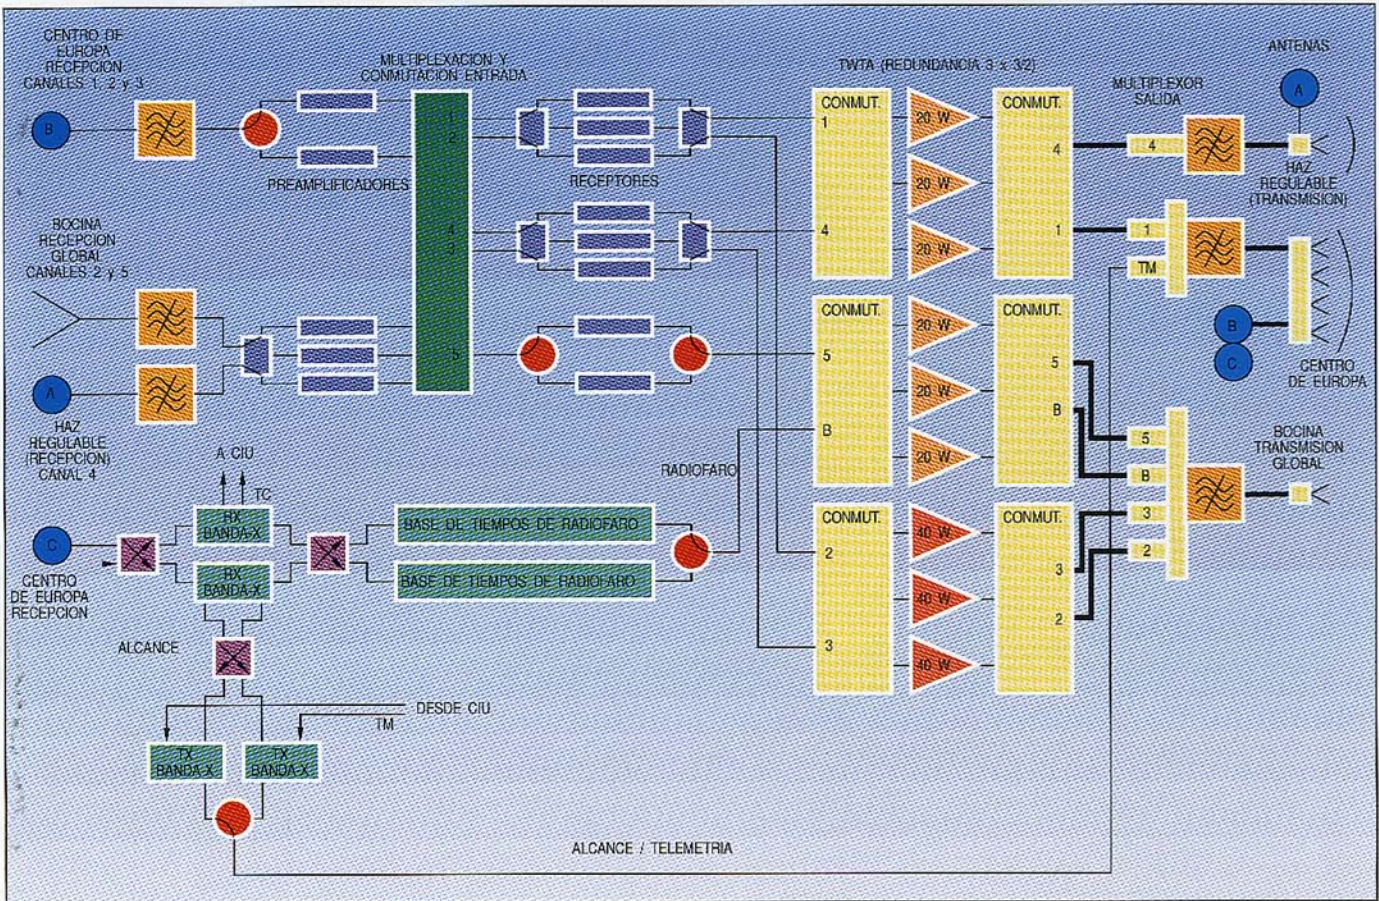 CENTRO DE
EUROPA
RECEPCION
CANALES 1, 2 y 3
B
MULTIPLEXACION Y
CONMUTACION ENTRADA
PREAMPLIFICADORES
1
2
4
3
5
RECEPTORES
BOCINA
RECEPCION
GLOBAL
CANALES 2 y 5
A
HAZ
REGULABLE
(RECEPCION)
CANAL 4
TWTA (REDUNDANCIA 3 x 3/2)
CONMUT.
1
4
20 W
20 W
20 W
CONMUT.
4
1
CONMUT.
5
B
20 W
20 W
20 W
CONMUT.
5
B
CONMUT.
2
3
40 W
40 W
40 W
CONMUT.
3
2
MULTIPLEXOR
SALIDA
4
1
TM
5
B
3
2
ANTENAS
A
HAZ
REGULABLE
(TRANSMISION)
B
C
CENTRO
DE EUROPA
BOCINA
TRANSMISION
GLOBAL
RADIOFARO
A CIU
TC
RX
BANDA-X
RX
BANDA-X
C
CENTRO
DE EUROPA
RECEPCION
BASE DE TIEMPOS DE RADIOFARO
BASE DE TIEMPOS DE RADIOFARO
ALCANCE
DESDE CIU
TM
TX
BANDA-X
TX
BANDA-X
ALCANCE / TELEMETRIA